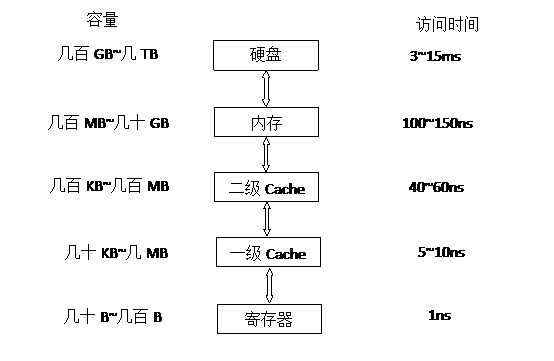 容量 访问时间
几百 GB~几 TB 硬盘 3~15ms
几百 MB~几十 GB 内存 100~150ns
几百 KB~几百 MB 二级 Cache 40~60ns
几十 KB~几 MB 一级 Cache 5~10ns
几十 B~几百 B 寄存器 1ns